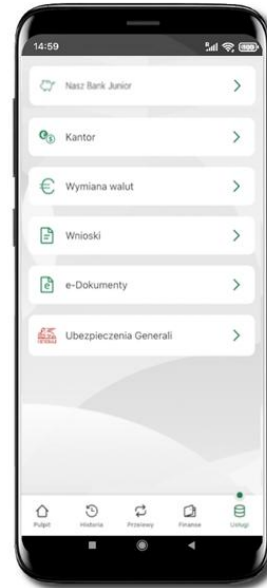 14:59
Nasz Bank Junior
Kantor
Wymiana walut
Wnioski
e-Dokumenty
Ubezpieczenia Generali
Pulpit Historia Przelewy Finanse Usługi